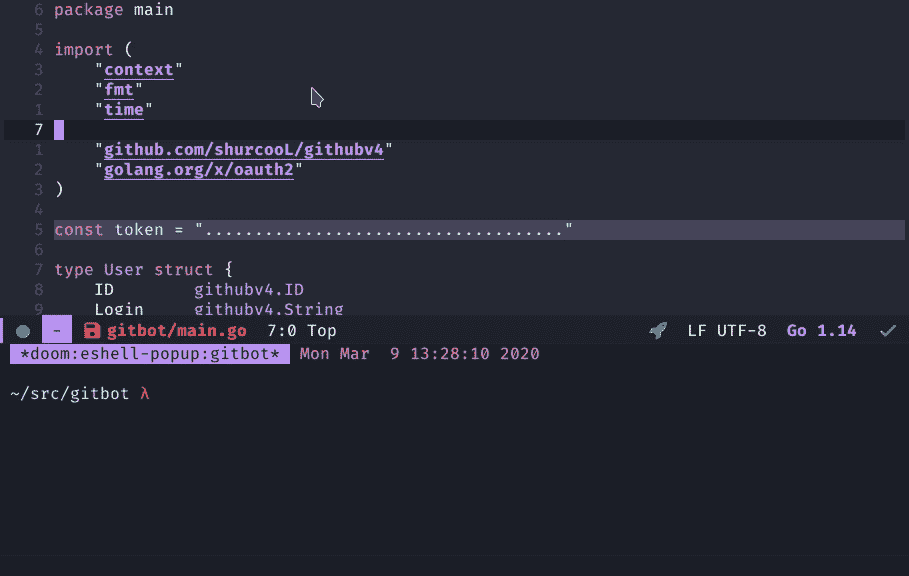 6 package main
5
4 import (
3 "context"
2 "fmt"
1 "time"
7
1 "github.com/shurcooL/githubv4"
2 "golang.org/x/oauth2"
3 )
4
5 const token = "...................................."
6
7 type User struct {
8 ID githubv4.ID
9 Login githubv4.String
- gitbot/main.go 7:0 Top LF UTF-8 Go 1.14
*doom:eshell-popup:gitbot* Mon Mar 9 13:28:10 2020
~/src/gitbot λ